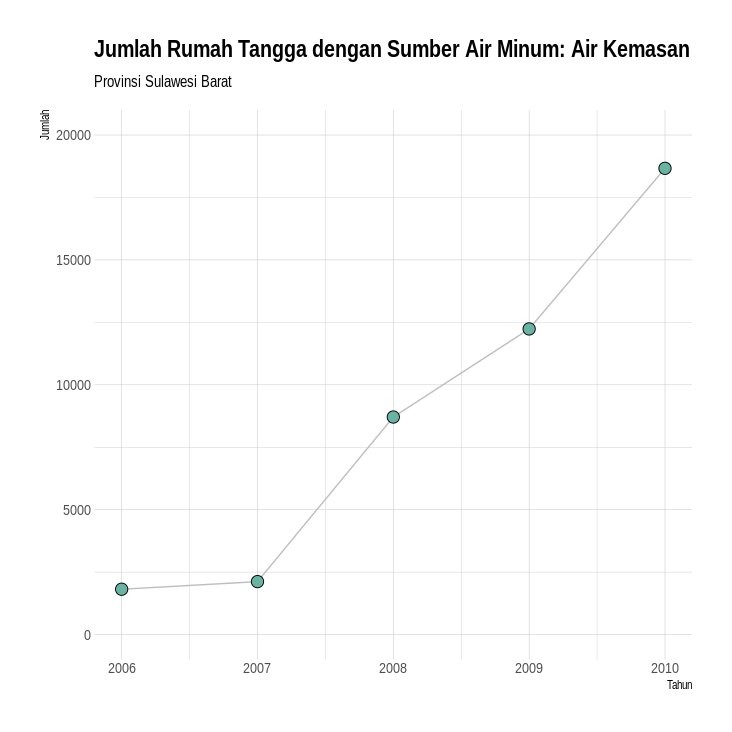 Jumlah Rumah Tangga dengan Sumber Air Minum: Air Kemasan
Provinsi Sulawesi Barat
Jumlah
20000
15000
10000
5000
0
2006 2007 2008 2009 2010
Tahun